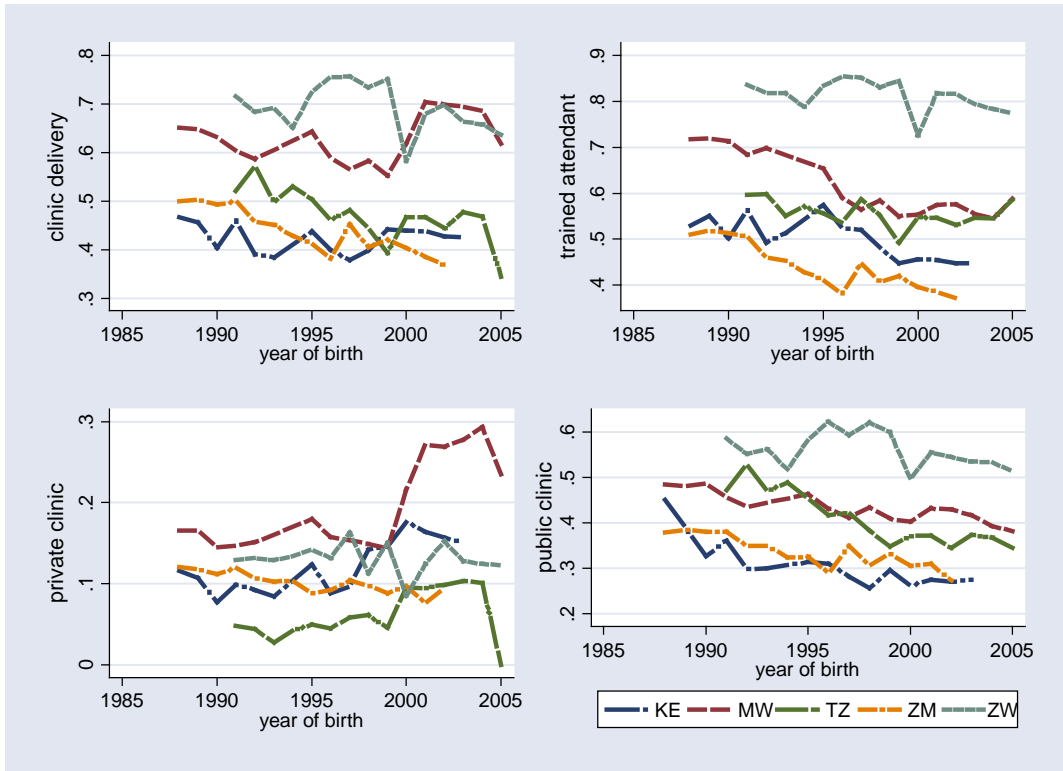 clinic delivery
.8
.7
.6
.5
.4
.3
1985 1990 1995 2000 2005
year of birth
trained attendant
.9
.8
.7
.6
.5
.4
1985 1990 1995 2000 2005
year of birth
private clinic
.3
.2
.1
0
1985 1990 1995 2000 2005
year of birth
public clinic
.6
.5
.4
.3
.2
1985 1990 1995 2000 2005
year of birth
KE MW TZ ZM ZW